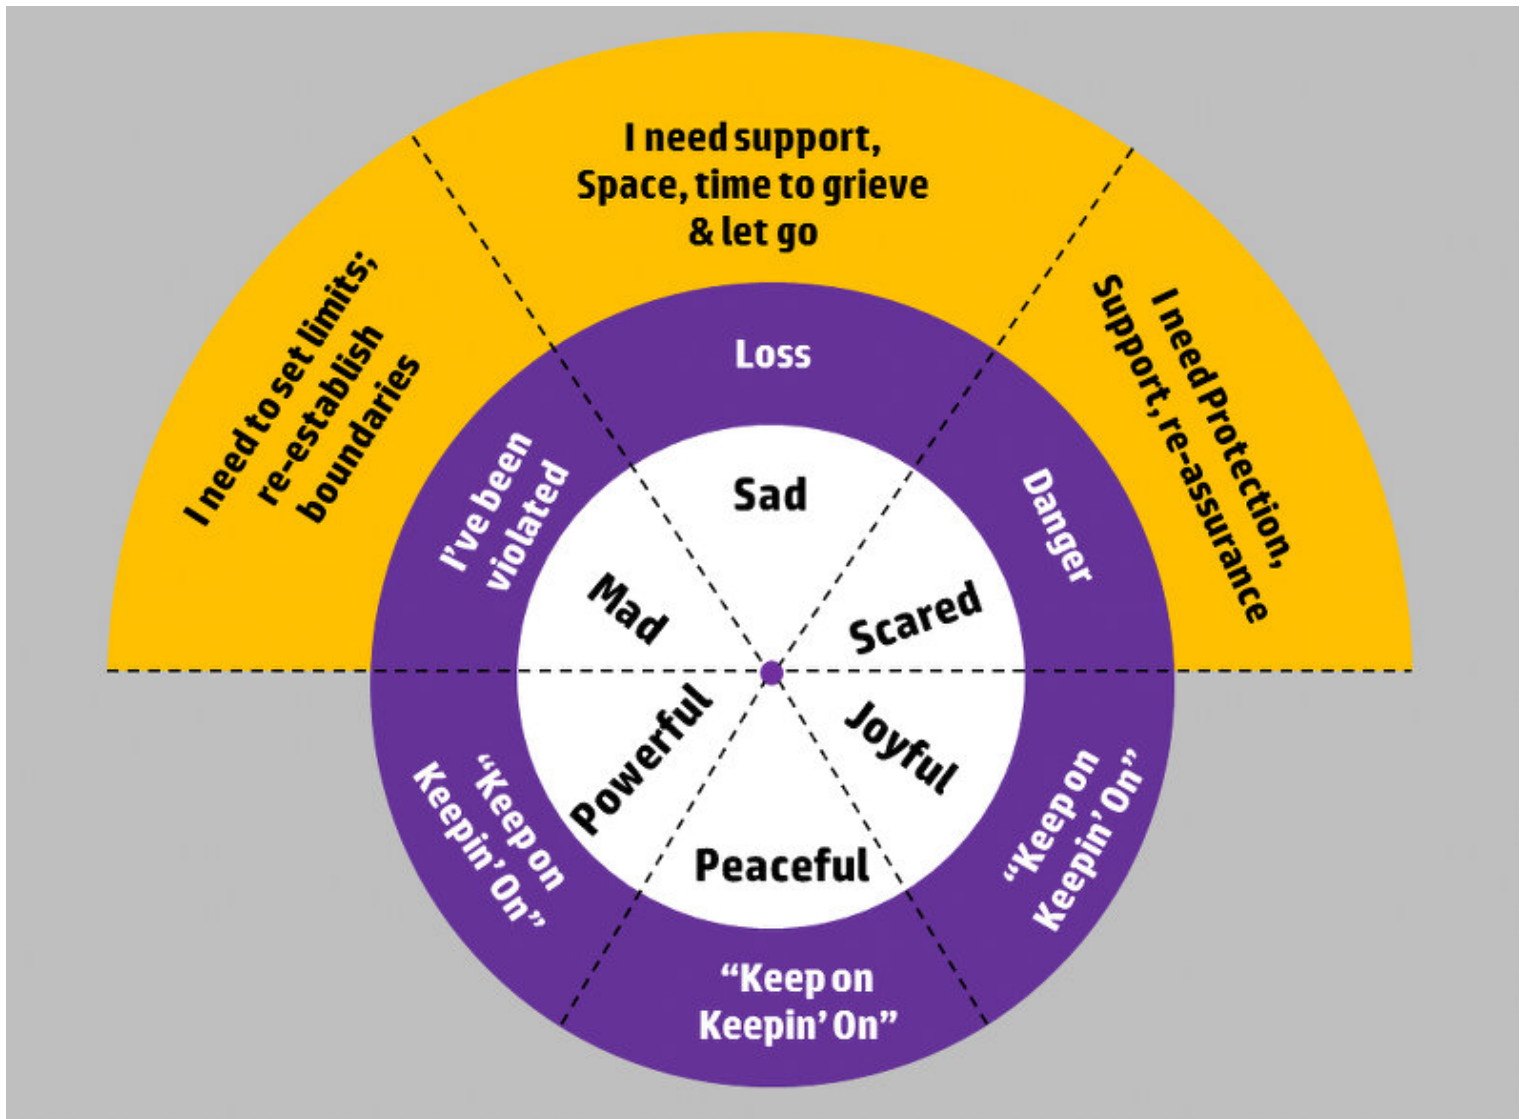 I need support,
Space, time to grieve
& let go
I need to set limits;
re-establish
boundaries
I need Protection,
Support, re-assurance
Loss
I've been
violated
Danger
Sad
Mad
Scared
Powerful
Joyful
Peaceful
“Keep on
Keepin’ On”
“Keep on
Keepin’ On”
“Keep on
Keepin’ On”